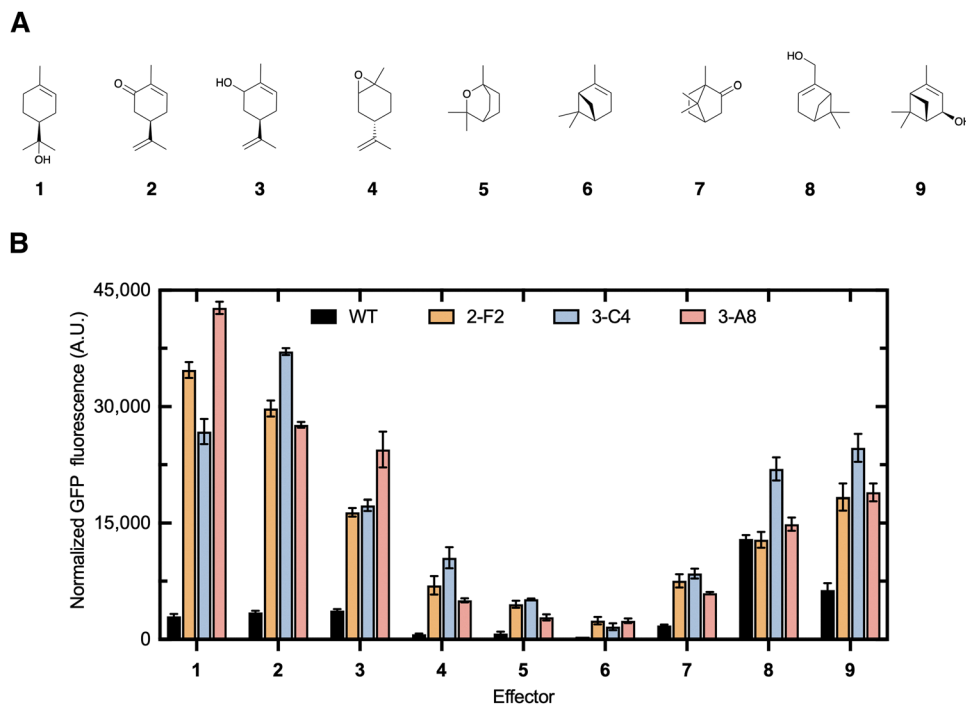 A
O
HO
O
O
O
HO
OH
OH
1 2 3 4 5 6 7 8 9
B
Normalized GFP fluorescence (A.U.)
45,000
30,000
15,000
0
WT 2-F2 3-C4 3-A8
1 2 3 4 5 6 7 8 9
Effector